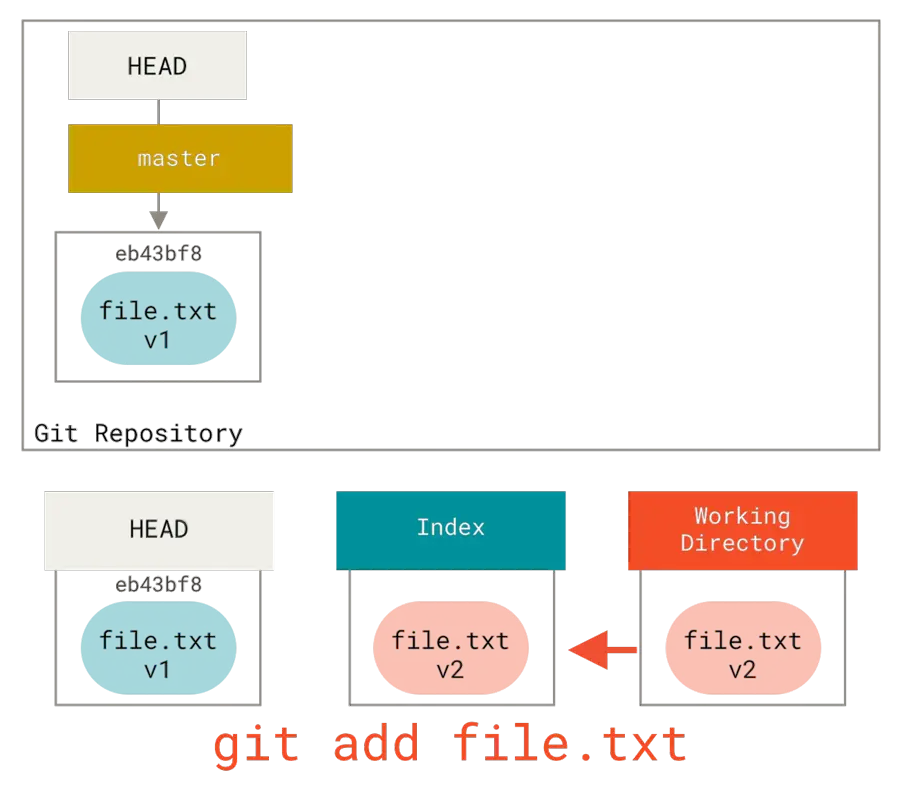 HEAD
master
eb43bf8
file.txt
v1
Git Repository
HEAD
eb43bf8
file.txt
v1
Index
file.txt
v2
Working
Directory
file.txt
v2
git add file.txt